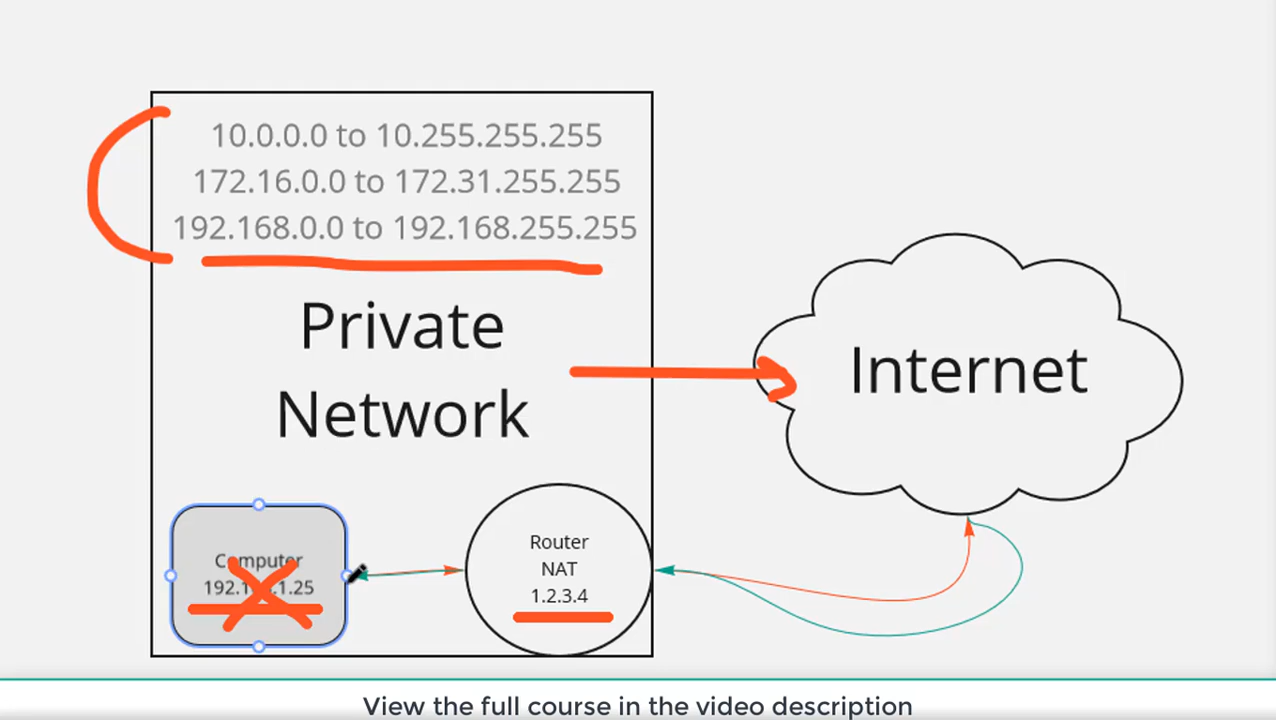 10.0.0.0 to 10.255.255.255
172.16.0.0 to 172.31.255.255
192.168.0.0 to 192.168.255.255
Private
Network
Internet
Computer
Router
NAT
1.2.3.4
View the full course in the video description